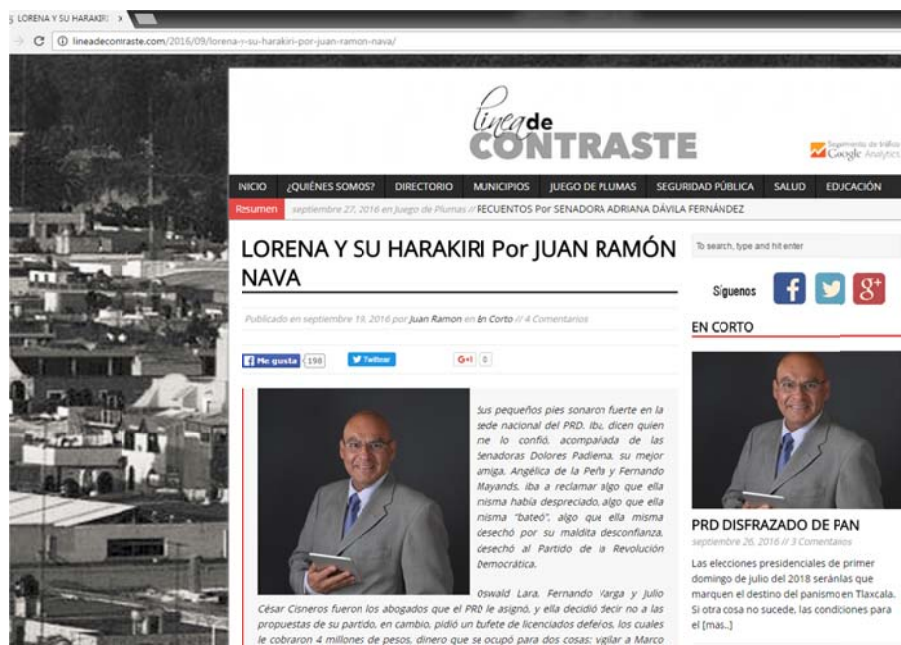 LORENA Y SU HARAKIRI
lineadecontraste.com/2016/09/lorena-y-su-harakiri-por-juan-ramon-nava/
linea de
CONTRASTE
Seguimiento de tráfico
Google Analytics
INICIO ¿QUIÉNES SOMOS? DIRECTORIO MUNICIPIOS JUEGO DE PLUMAS SEGURIDAD PÚBLICA SALUD EDUCACIÓN
Resumen septiembre 27, 2016 en Juego de Plumas // RECUENTOS Por SENADORA ADRIANA DÁVILA FERNÁNDEZ
LORENA Y SU HARAKIRI Por JUAN RAMÓN
NAVA
Publicado en septiembre 19, 2016 por Juan Ramon en En Corto // 4 Comentarios
Me gusta 198 Twittear G+1 0
Sus pequeños pies sonaron fuerte en la
sede nacional del PRD. Iba, dicen quien
me lo confió, acompañada de las
Senadoras Dolores Padierna, su mejor
amiga, Angélica de la Peña y Fernando
Mayands, iba a reclamar algo que ella
misma había despreciado, algo que ella
misma "bateó", algo que ella misma
desechó por su maldita desconfianza,
desechó al Partido de la Revolución
Democrática.
Oswald Lara, Fernando Varga y Julio
César Cisneros fueron los abogados que el PRD le asignó, y ella decidió decir no a las
propuestas de su partido, en cambio, pidió un bufete de licenciados defeños, los cuales
le cobraron 4 millones de pesos, dinero que se ocupó para dos cosas: vigilar a Marco
To search, type and hit enter
Síguenos
EN CORTO
PRD DISFRAZADO DE PAN
septiembre 26, 2016 // 3 Comentarios
Las elecciones presidenciales de primer
domingo de julio del 2018 serán las que
marquen el destino del panismo en Tlaxcala.
Si otra cosa no sucede, las condiciones para
el [mas..]